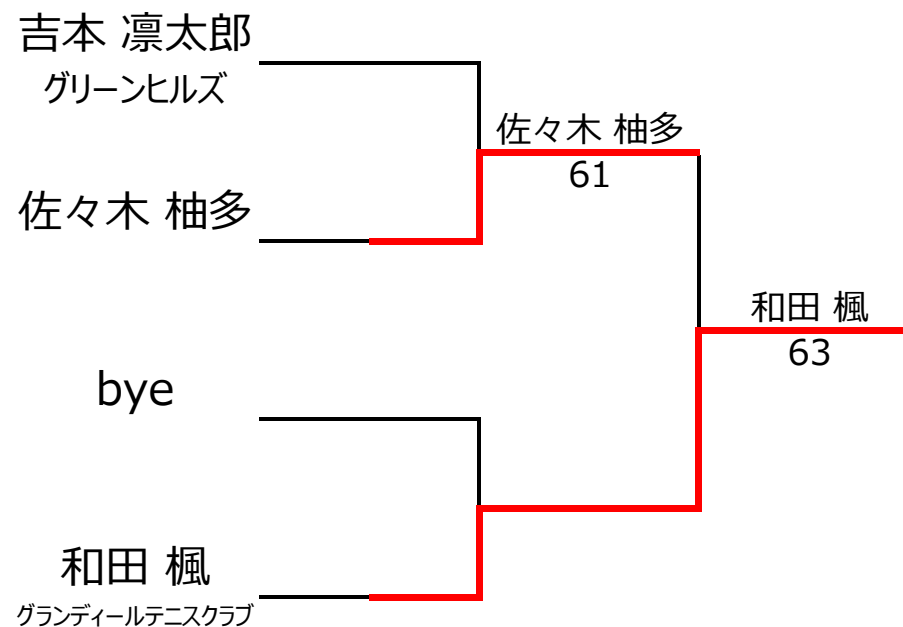 吉本 凛太郎
グリーンヒルズ
佐々木 柚多
61
佐々木 柚多
和田 楓
63
bye
和田 楓
グランディールテニスクラブ